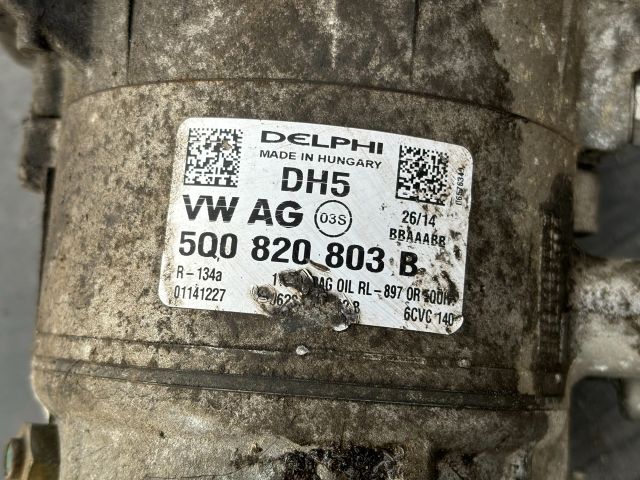 DELPHI
MADE IN HUNGARY
DH5
VW AG 03S 26/14
BBAAABB
5Q0 820 803 B
R-134a OIL RL-897 OR
01141227 6CVC 140